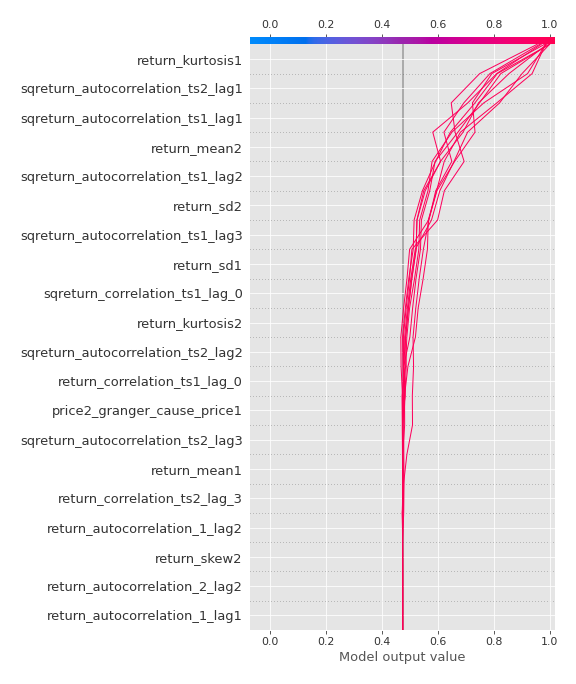 0.0 0.2 0.4 0.6 0.8 1.0
return_kurtosis1
sqreturn_autocorrelation_ts2_lag1
sqreturn_autocorrelation_ts1_lag1
return_mean2
sqreturn_autocorrelation_ts1_lag2
return_sd2
sqreturn_autocorrelation_ts1_lag3
return_sd1
sqreturn_correlation_ts1_lag_0
return_kurtosis2
sqreturn_autocorrelation_ts2_lag2
return_correlation_ts1_lag_0
price2_granger_cause_price1
sqreturn_autocorrelation_ts2_lag3
return_mean1
return_correlation_ts2_lag_3
return_autocorrelation_1_lag2
return_skew2
return_autocorrelation_2_lag2
return_autocorrelation_1_lag1
0.0 0.2 0.4 0.6 0.8 1.0
Model output value